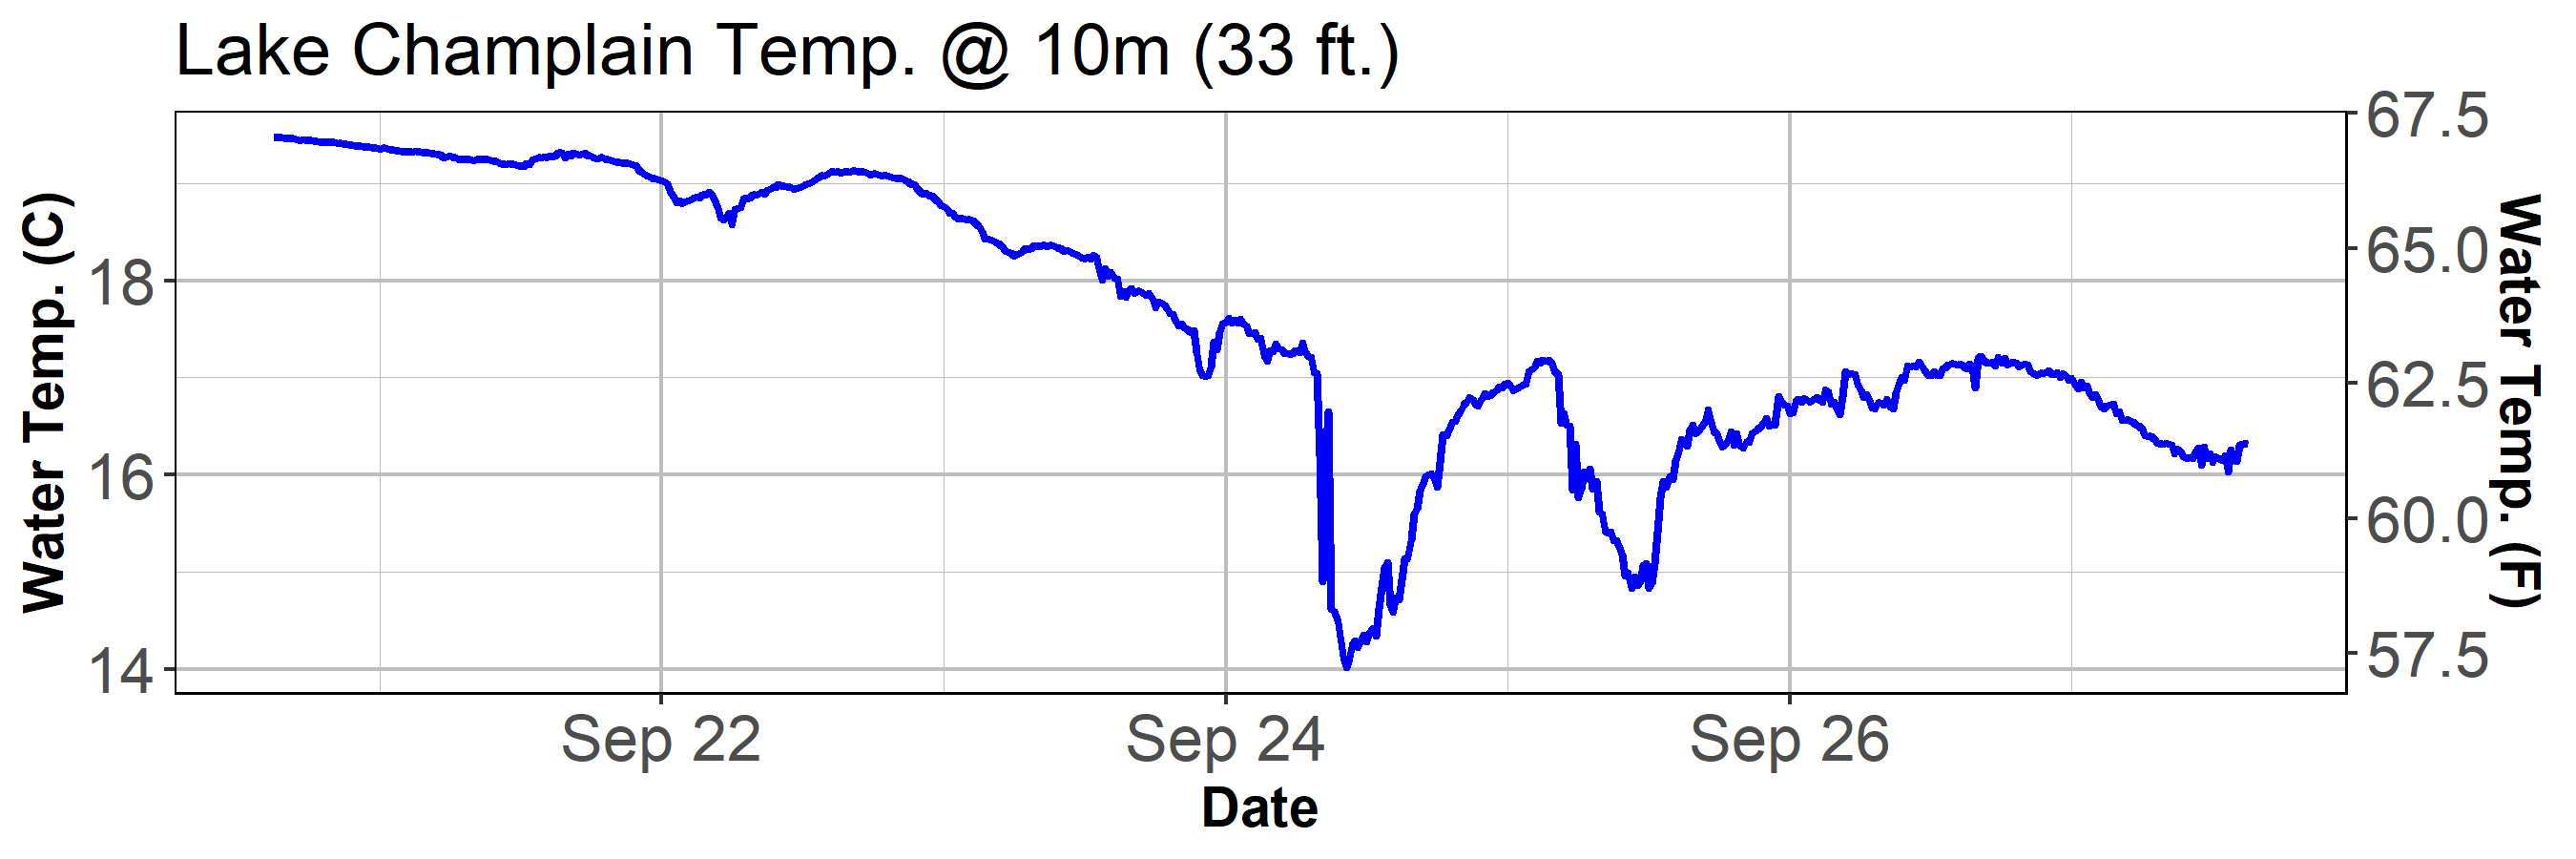 Lake Champlain Temp. @ 10m (33 ft.)
Water Temp. (C)
18
16
14
67.5
65.0
62.5
60.0
57.5
Water Temp. (F)
Sep 22
Sep 24
Sep 26
Date